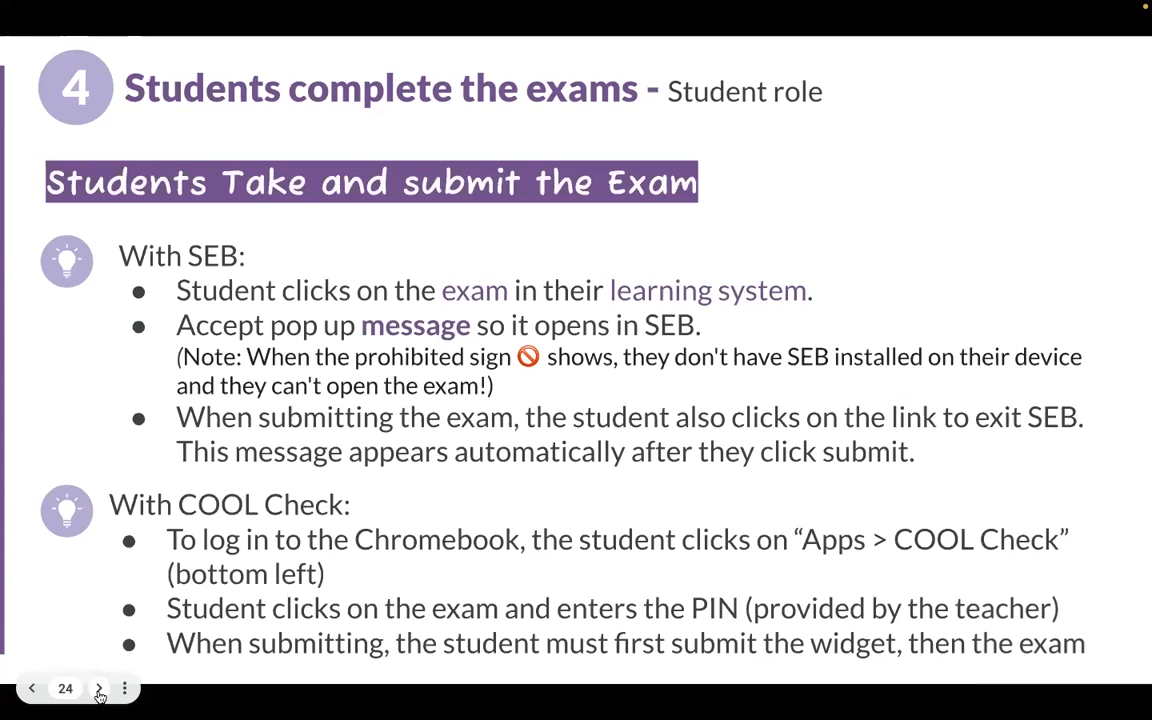 4 Students complete the exams - Student role
Students Take and submit the Exam
With SEB:
● Student clicks on the exam in their learning system.
● Accept pop up message so it opens in SEB.
(Note: When the prohibited sign 🚫 shows, they don't have SEB installed on their device
and they can't open the exam!)
● When submitting the exam, the student also clicks on the link to exit SEB.
This message appears automatically after they click submit.
With COOL Check:
● To log in to the Chromebook, the student clicks on “Apps > COOL Check”
(bottom left)
● Student clicks on the exam and enters the PIN (provided by the teacher)
● When submitting, the student must first submit the widget, then the exam
24